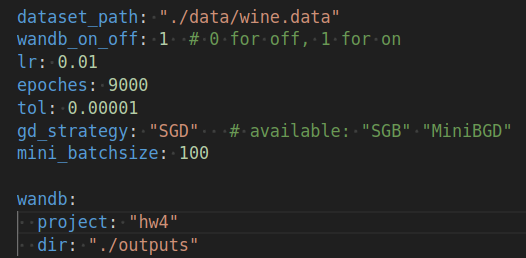 dataset_path: "./data/wine.data"
wandb_on_off: 1  # 0 for off, 1 for on
lr: 0.01
epoches: 9000
tol: 0.00001
gd_strategy: "SGD"   # available: "SGB" "MiniBGD"
mini_batchsize: 100

wandb:
  project: "hw4"
  dir: "./outputs"